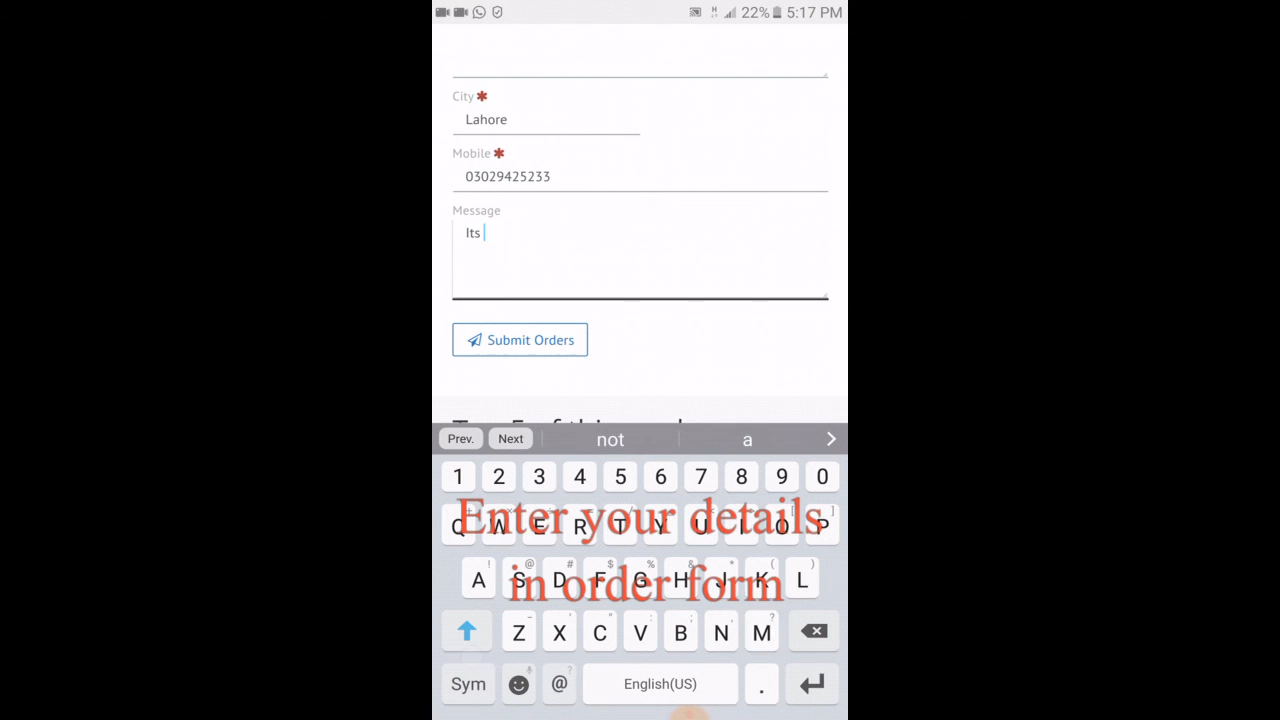 22% 5:17 PM
City *
Lahore
Mobile *
03029425233
Message
Its
Submit Orders
Prev. Next not a
1 2 3 4 5 6 7 8 9 0
Q W E R T Y U I O P
Enter your details
A S D F G H J K L
in order form
Z X C V B N M
Sym @ English(US) .